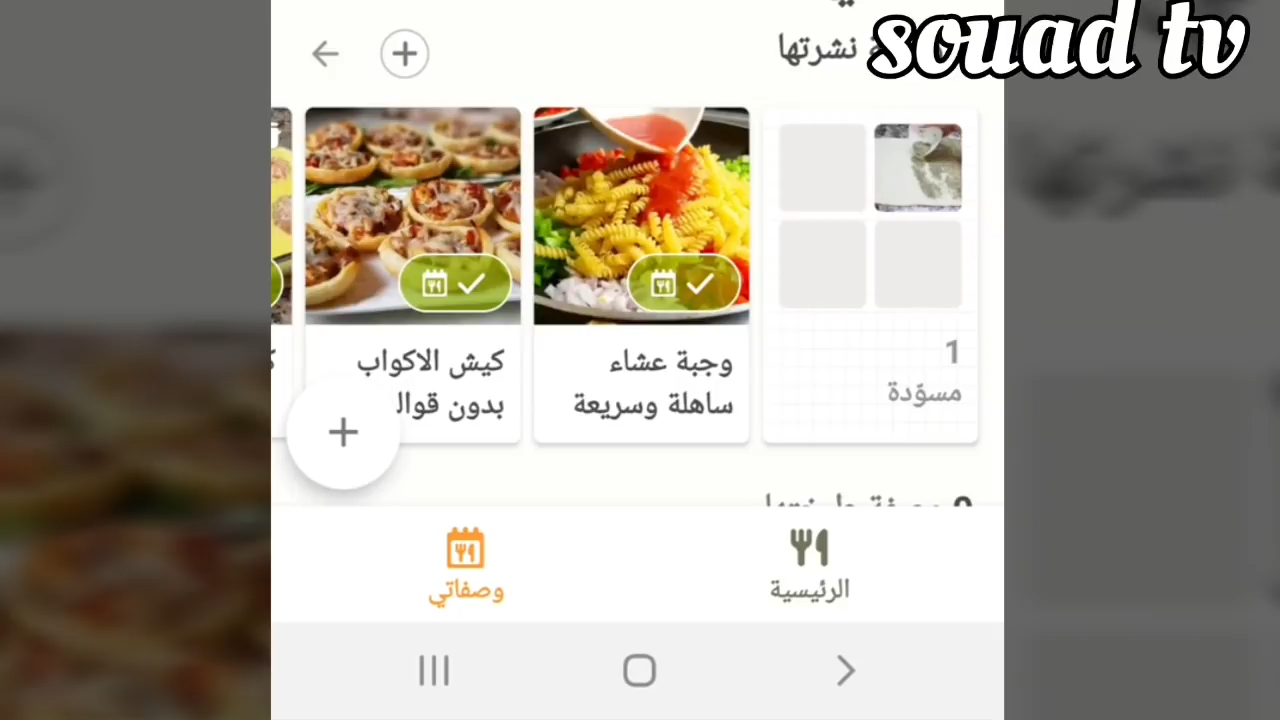 souad tv
نشرتها
وجبة عشاء
ساهلة وسريعة
كيش الاكواب
بدون قوال
1
مسوّدة
الرئيسية
وصفاتي